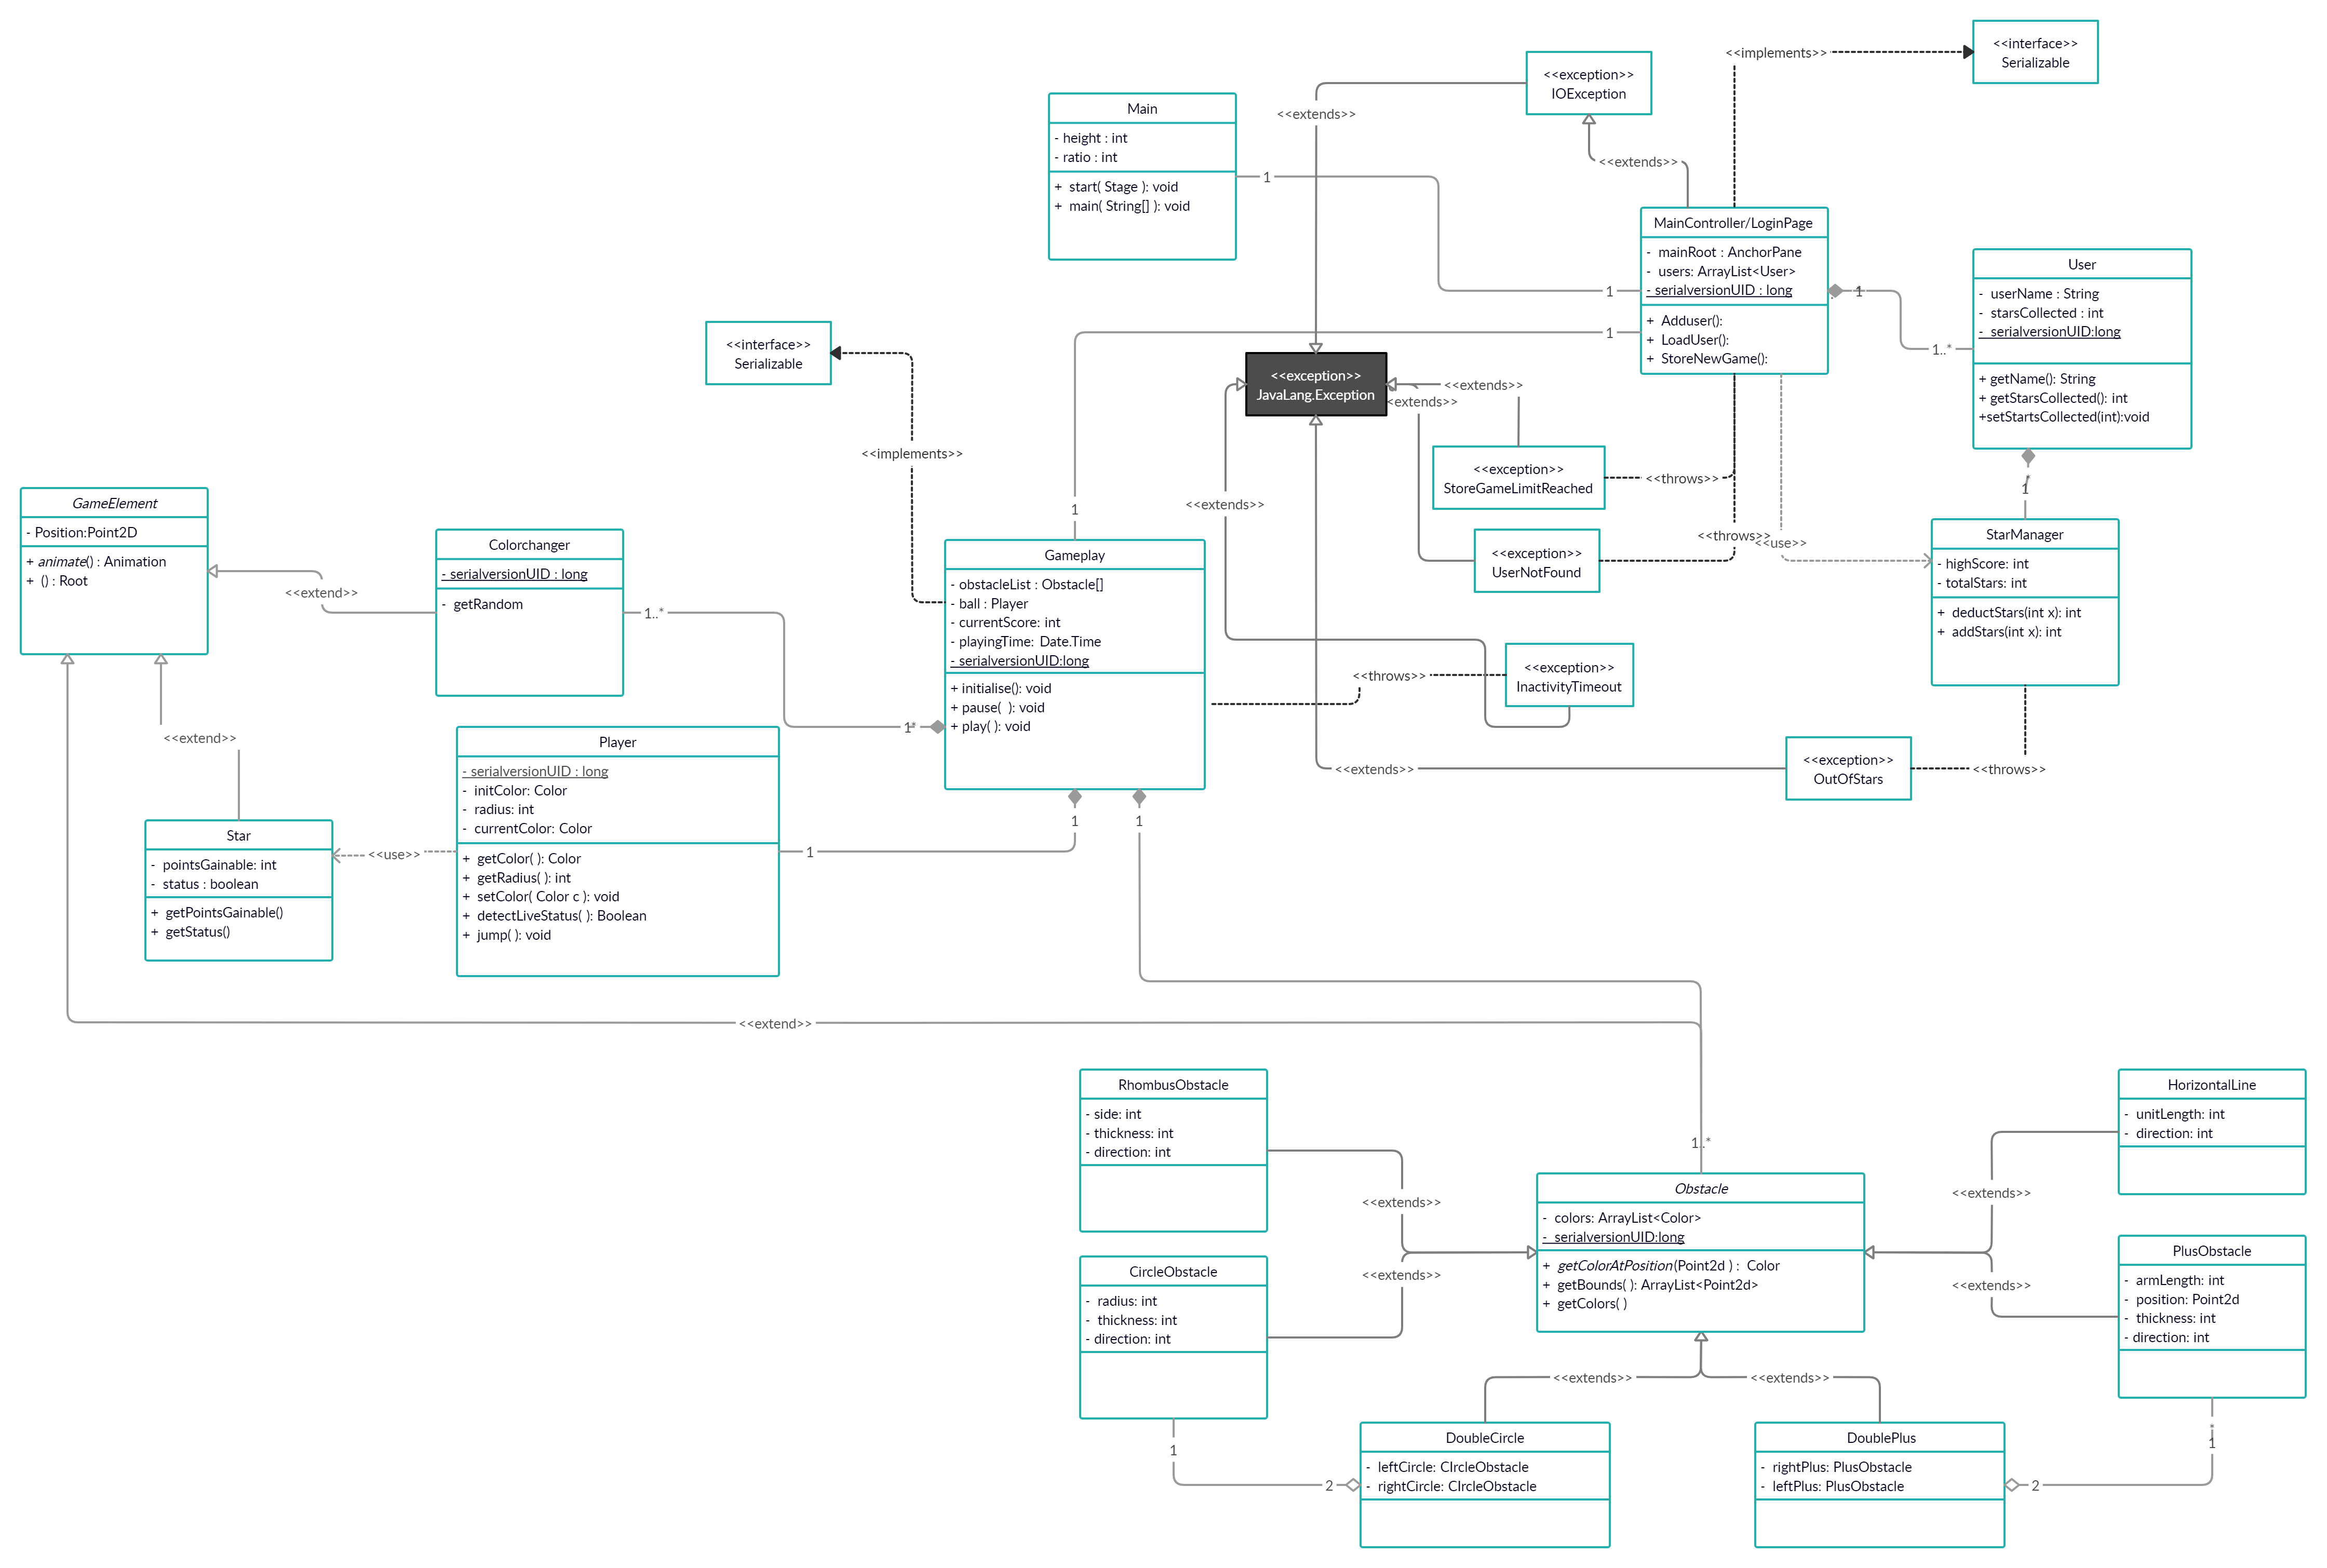 <<interface>>
Serializable
<<implements>>
<<exception>>
IOException
<<extends>>
<<extends>>
Main
- height : int
- ratio : int
+ start( Stage ): void
+ main( String[] ): void
1
1
MainController/LoginPage
- mainRoot : AnchorPane
- users: ArrayList<User>
- serialversionUID : long
+ Adduser():
+ LoadUser():
+ StoreNewGame():
1
1
1..*
User
- userName : String
- starsCollected : int
- serialversionUID:long
+ getName(): String
+ getStarsCollected(): int
+setStartsCollected(int):void
<<interface>>
Serializable
<<implements>>
<<exception>>
JavaLang.Exception
<<extends>>
<extends>>
<<exception>>
StoreGameLimitReached
<<throws>>
<<extends>>
1
<<exception>>
UserNotFound
<<throws>>
<<use>>
1
StarManager
- highScore: int
- totalStars: int
+ deductStars(int x): int
+ addStars(int x): int
GameElement
- Position:Point2D
+ animate() : Animation
+ () : Root
<<extend>>
Colorchanger
- serialversionUID : long
- getRandom
1..*
Gameplay
- obstacleList : Obstacle[]
- ball : Player
- currentScore: int
- playingTime: Date.Time
- serialversionUID:long
+ initialise(): void
+ pause( ): void
+ play( ): void
1*
<<throws>>
<<exception>>
InactivityTimeout
<<extends>>
<<exception>>
OutOfStars
<<throws>>
<<extend>>
Player
- serialversionUID : long
- initColor: Color
- radius: int
- currentColor: Color
+ getColor( ): Color
+ getRadius( ): int
+ setColor( Color c ): void
+ detectLiveStatus( ): Boolean
+ jump( ): void
1
1
1
Star
- pointsGainable: int
- status : boolean
+ getPointsGainable()
+ getStatus()
<<use>>
<<extend>>
RhombusObstacle
- side: int
- thickness: int
- direction: int
<<extends>>
1..*
Obstacle
- colors: ArrayList<Color>
- serialversionUID:long
+ getColorAtPosition(Point2d ) : Color
+ getBounds( ): ArrayList<Point2d>
+ getColors( )
HorizontalLine
- unitLength: int
- direction: int
<<extends>>
CircleObstacle
- radius: int
- thickness: int
- direction: int
<<extends>>
PlusObstacle
- armLength: int
- position: Point2d
- thickness: int
- direction: int
<<extends>>
<<extends>>
<<extends>>
1
2
DoubleCircle
- leftCircle: CIrcleObstacle
- rightCircle: CIrcleObstacle
DoublePlus
- rightPlus: PlusObstacle
- leftPlus: PlusObstacle
2
*
1